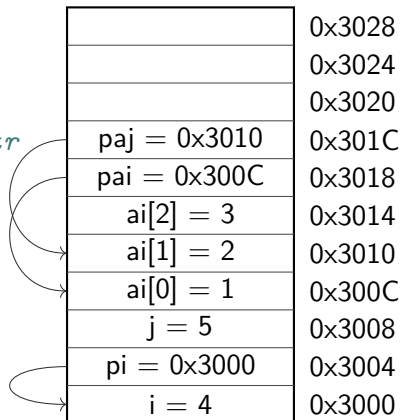 0x3028
0x3024
0x3020
paj = 0x3010 0x301C
pai = 0x300C 0x3018
ai[2] = 3 0x3014
ai[1] = 2 0x3010
ai[0] = 1 0x300C
j = 5 0x3008
pi = 0x3000 0x3004
i = 4 0x3000